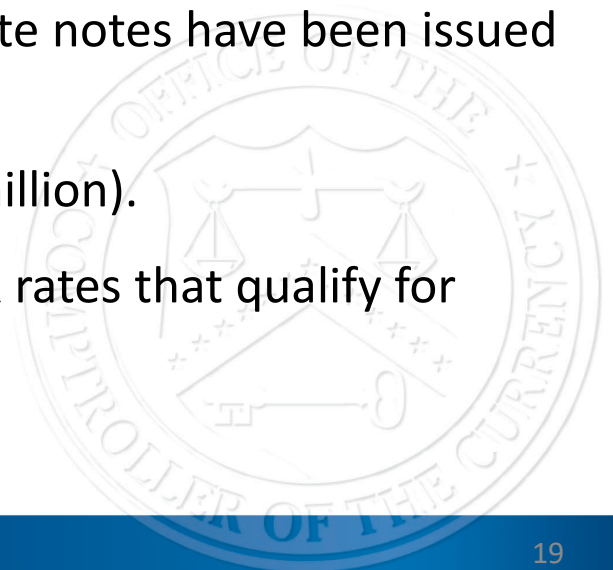 te notes have been issued
illion).
rates that qualify for
OFFICE OF THE COMPTROLLER OF THE CURRENCY
19